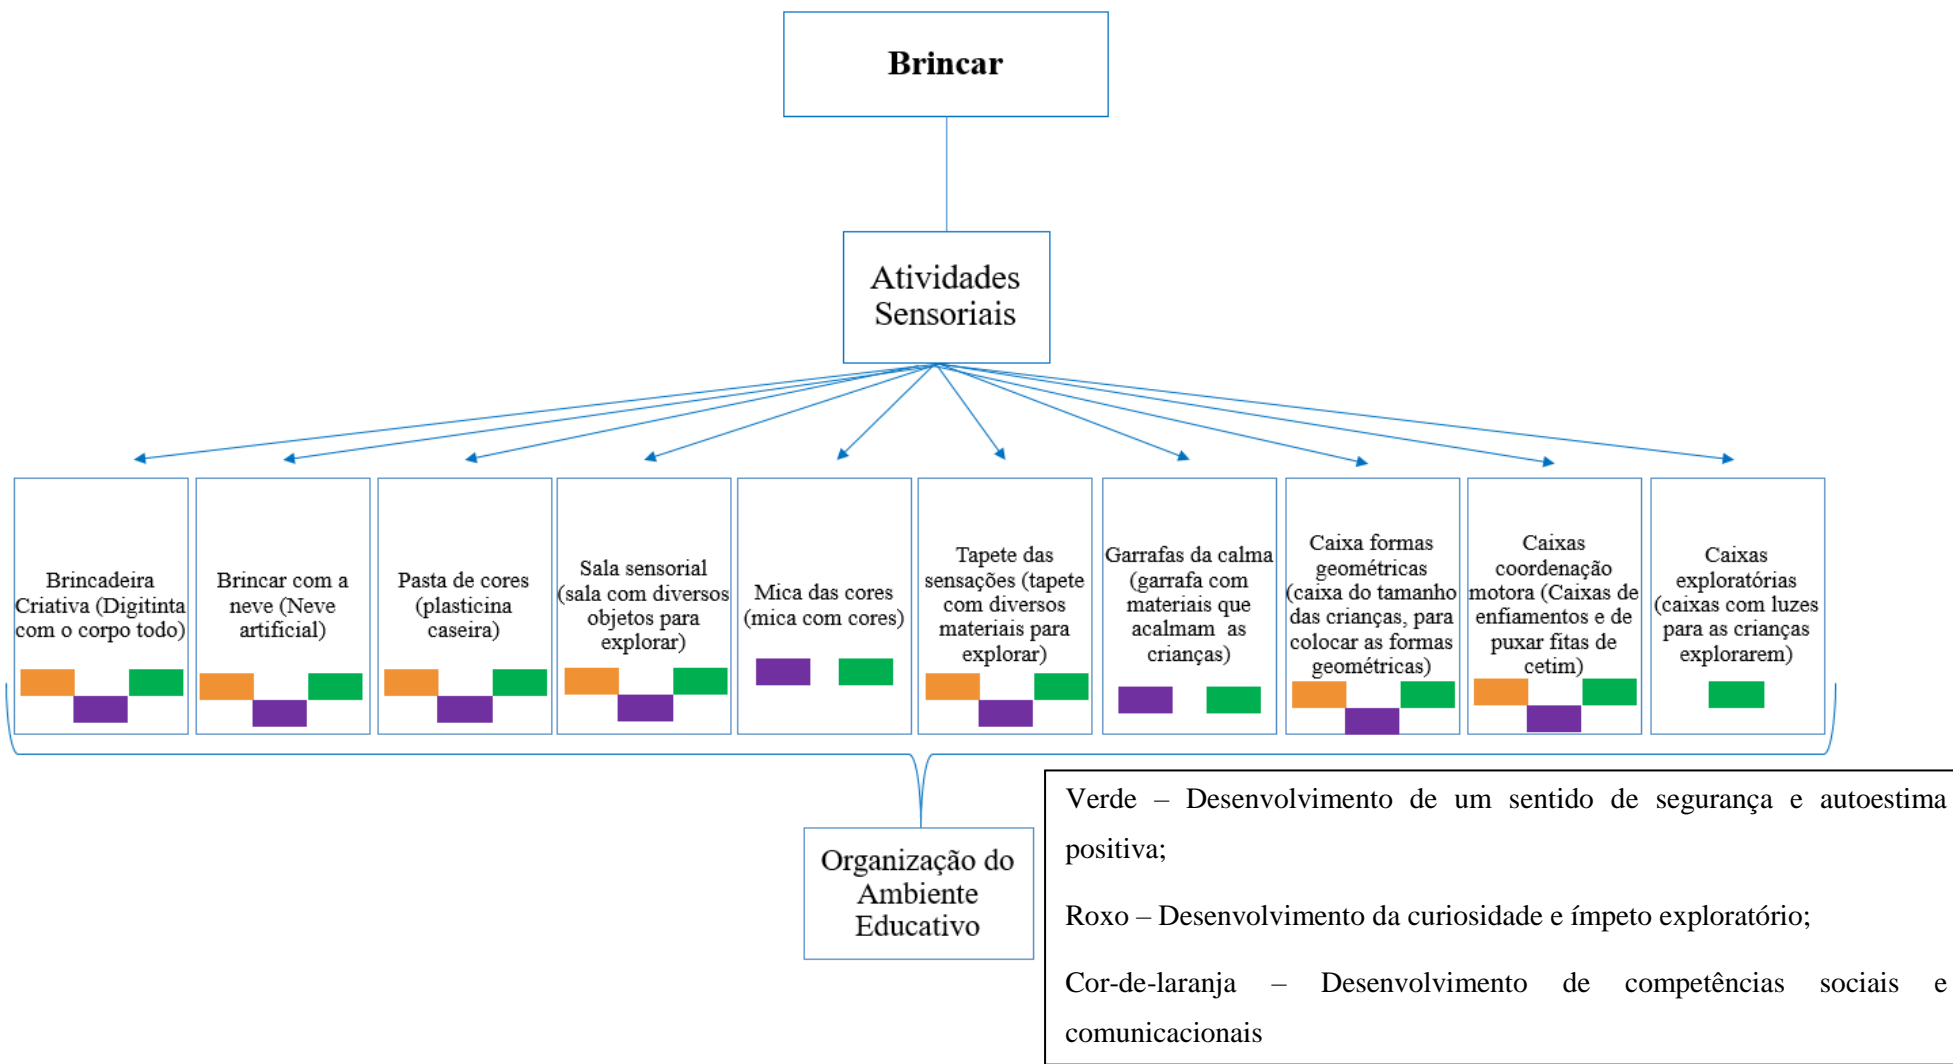 Brincar
Atividades
Sensoriais
Brincadeira
Criativa (Digitinta
com o corpo todo)
Brincar com a
neve (Neve
artificial)
Pasta de cores
(plasticina
caseira)
Sala sensorial
(sala com diversos
objetos para
explorar)
Mica das cores
(mica com cores)
Tapete das
sensações (tapete
com diversos
materiais para
explorar)
Garrafas da calma
(garrafa com
materiais que
acalmam as
crianças)
Caixa formas
geométricas
(caixa do tamanho
das crianças, para
colocar as formas
geométricas)
Caixas
coordenação
motora (Caixas de
enfiamentos e de
puxar fitas de
cetim)
Caixas
exploratórias
(caixas com luzes
para as crianças
explorarem)
Organização do
Ambiente
Educativo
Verde – Desenvolvimento de um sentido de segurança e autoestima
positiva;
Roxo – Desenvolvimento da curiosidade e ímpeto exploratório;
Cor-de-laranja – Desenvolvimento de competências sociais e
comunicacionais